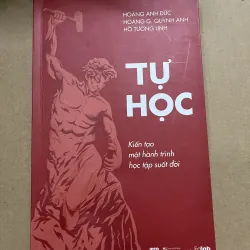 HOÀNG ANH ĐỨC
HOÀNG G. QUỲNH ANH
HỒ TƯỜNG LINH
TỰ
HỌC
Kiến tạo
một hành trình
học tập suốt đời